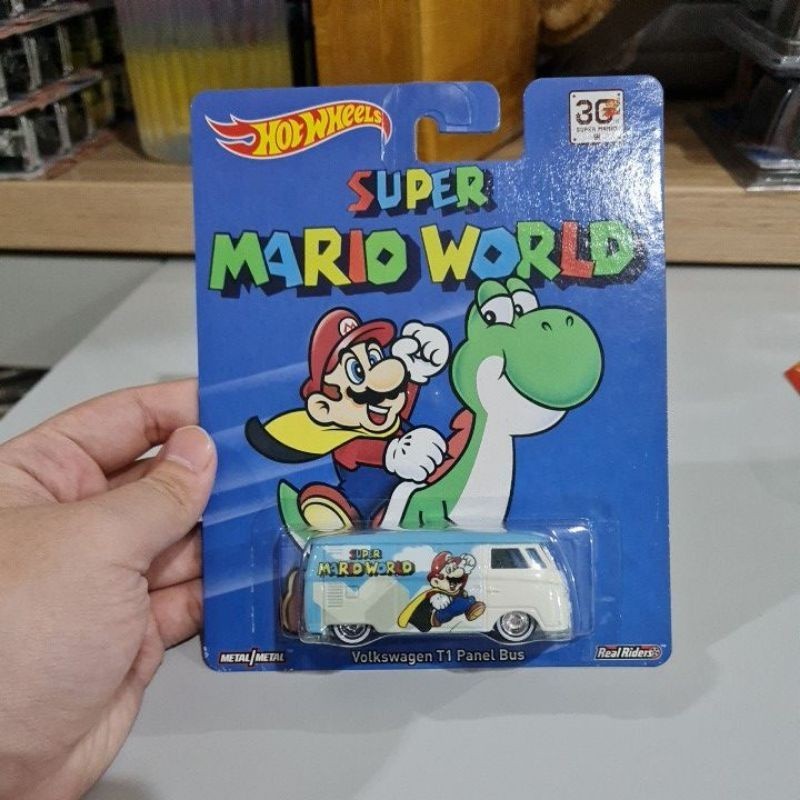 HOT WHEELS
30
SUPER MARIO
SUPER
MARIO WORLD
M
SUPER
MARIO WORLD
METAL/METAL
Volkswagen T1 Panel Bus
Real Riders